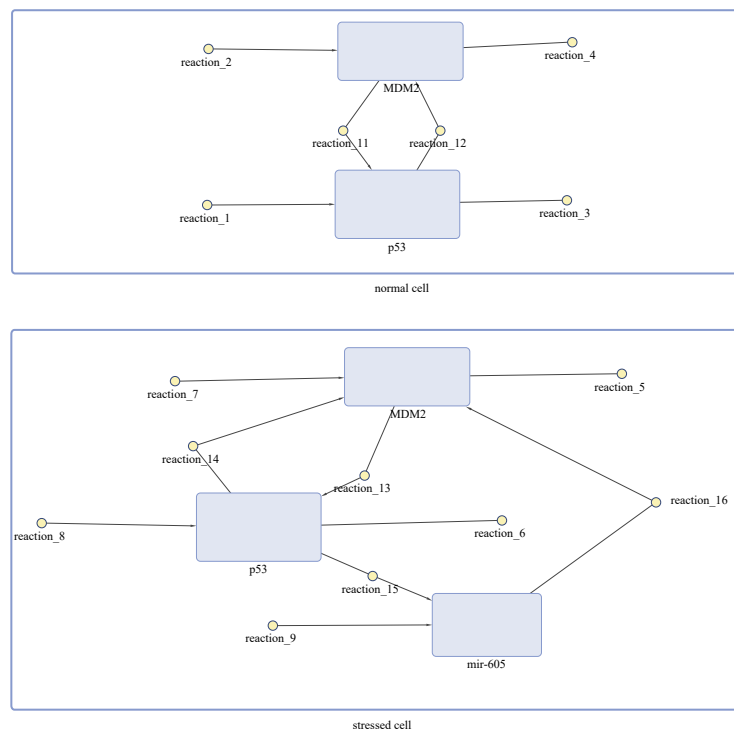 reaction_2
reaction_4
MDM2
reaction_11
reaction_12
reaction_1
reaction_3
p53
normal cell
reaction_7
reaction_5
MDM2
reaction_14
reaction_13
reaction_16
reaction_8
reaction_6
p53
reaction_15
reaction_9
mir-605
stressed cell